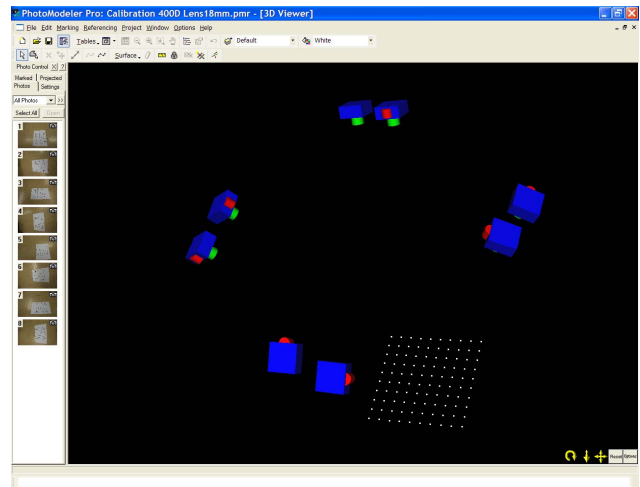 PhotoModeler Pro: Calibration 400D Lens18mm.pmr - [3D Viewer]
File Edit Marking Referencing Project Window Options Help
Tables Default White
Surface
Photo Control X ?
Marked Projected
Photos Settings
All Photos >>
Select All Open
1
2
3
4
5
6
7
8
Reset Options